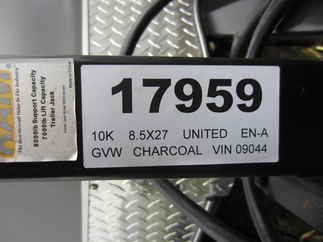 17959
10K 8.5X27 UNITED EN-A
GVW CHARCOAL VIN 09044
8000lb Support Capacity
7000lb Lift Capacity
Trailer Jack